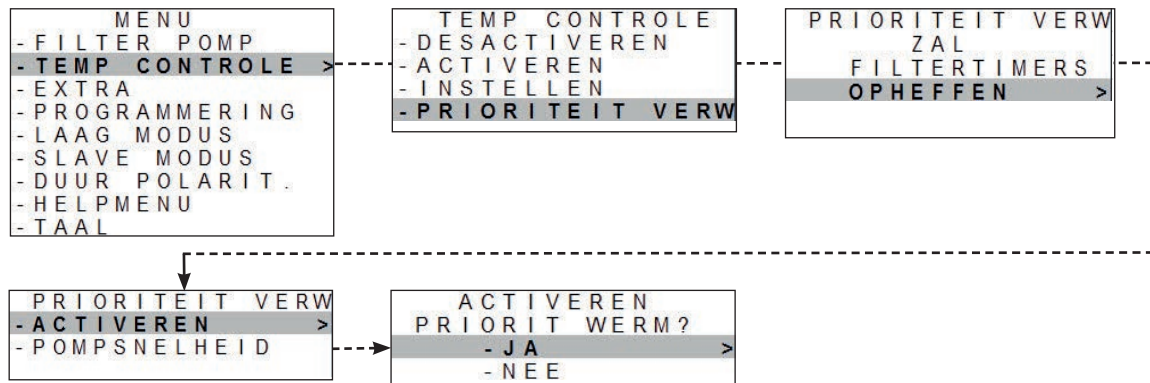 MENU
-FILTER POMP
-TEMP CONTROLE >
-EXTRA
-PROGRAMMERING
-LAAG MODUS
-SLAVE MODUS
-DUUR POLARIT.
-HELPMENU
-TAAL
TEMP CONTROLE
-DESACTIVEREN
-ACTIVEREN
-INSTELLEN
-PRIORITEIT VERW
PRIORITEIT VERW
ZAL
FILTERTIMERS
OPHEFFEN >
PRIORITEIT VERW
-ACTIVEREN >
-POMPSNELHEID
ACTIVEREN
PRIORIT WERM?
-JA >
-NEE